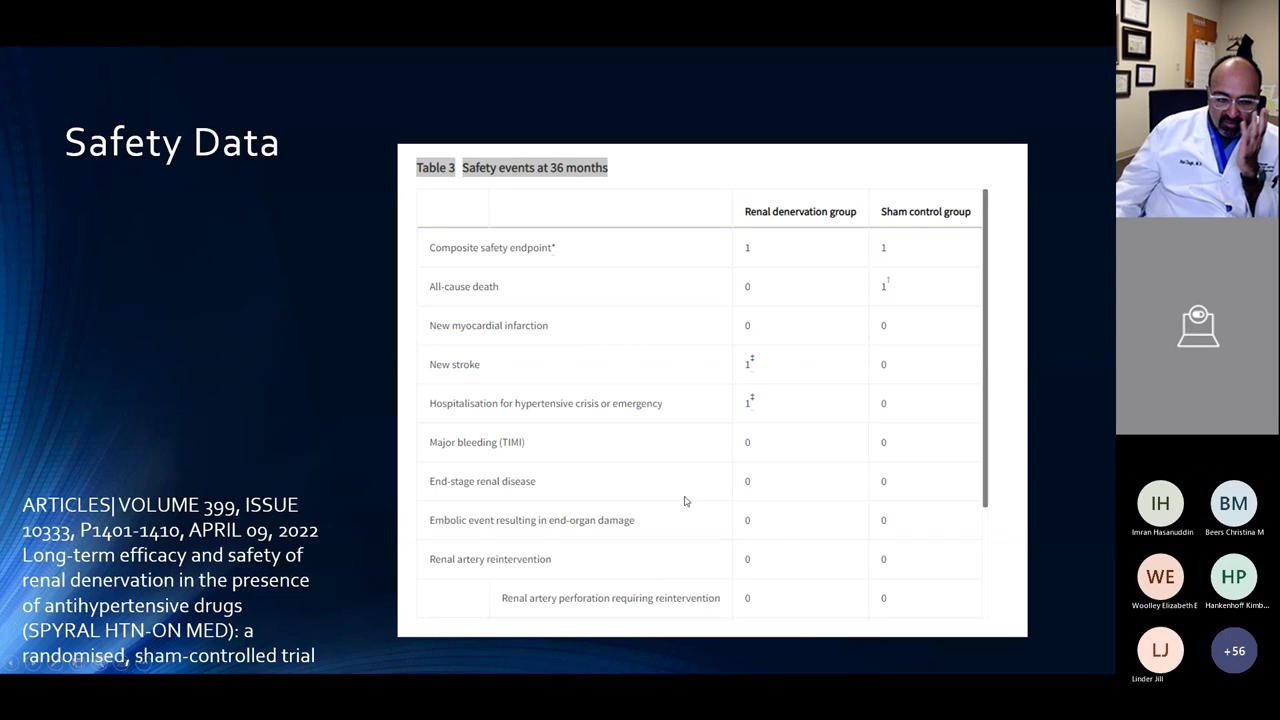 Safety Data
Table 3 Safety events at 36 months
Renal denervation group Sham control group
Composite safety endpoint* 1 1
All-cause death 0 1†
New myocardial infarction 0 0
New stroke 1‡ 0
Hospitalisation for hypertensive crisis or emergency 1‡ 0
Major bleeding (TIMI) 0 0
End-stage renal disease 0 0
Embolic event resulting in end-organ damage 0 0
Renal artery reintervention 0 0
Renal artery perforation requiring reintervention 0 0
ARTICLES| VOLUME 399, ISSUE
10333, P1401-1410, APRIL 09, 2022
Long-term efficacy and safety of
renal denervation in the presence
of antihypertensive drugs
(SPYRAL HTN-ON MED): a
randomised, sham-controlled trial
IH BM
Imran Hasanuddin Beers Christina M
WE HP
Woolley Elizabeth E Hankenhoff Kimb...
LJ +56
Linder Jill